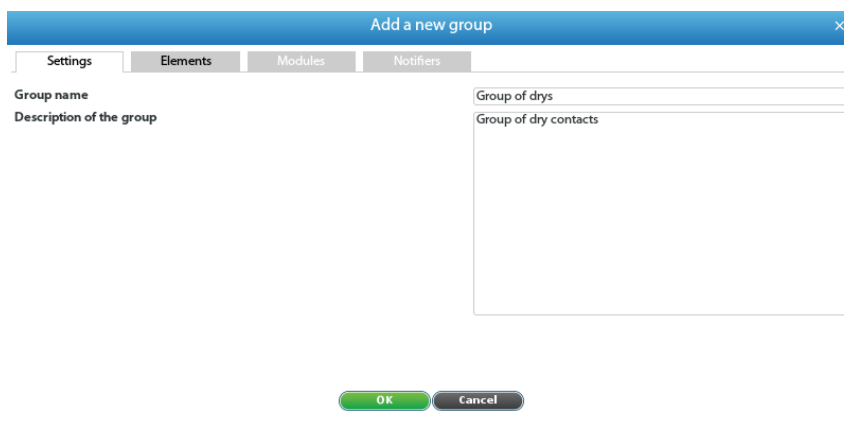 Add a new group ×
Settings Elements Modules Notifiers
Group name Group of drys
Description of the group Group of dry contacts
OK Cancel